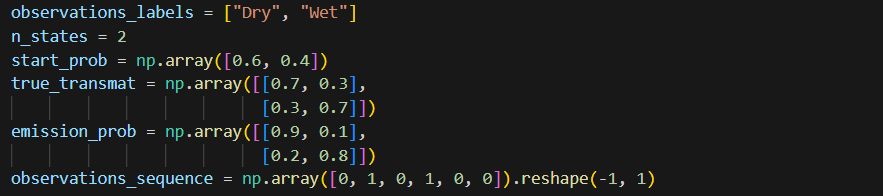 observations_labels = ["Dry", "Wet"]
n_states = 2
start_prob = np.array([0.6, 0.4])
true_transmat = np.array([[0.7, 0.3],
                          [0.3, 0.7]])
emission_prob = np.array([[0.9, 0.1],
                          [0.2, 0.8]])
observations_sequence = np.array([0, 1, 0, 1, 0, 0]).reshape(-1, 1)